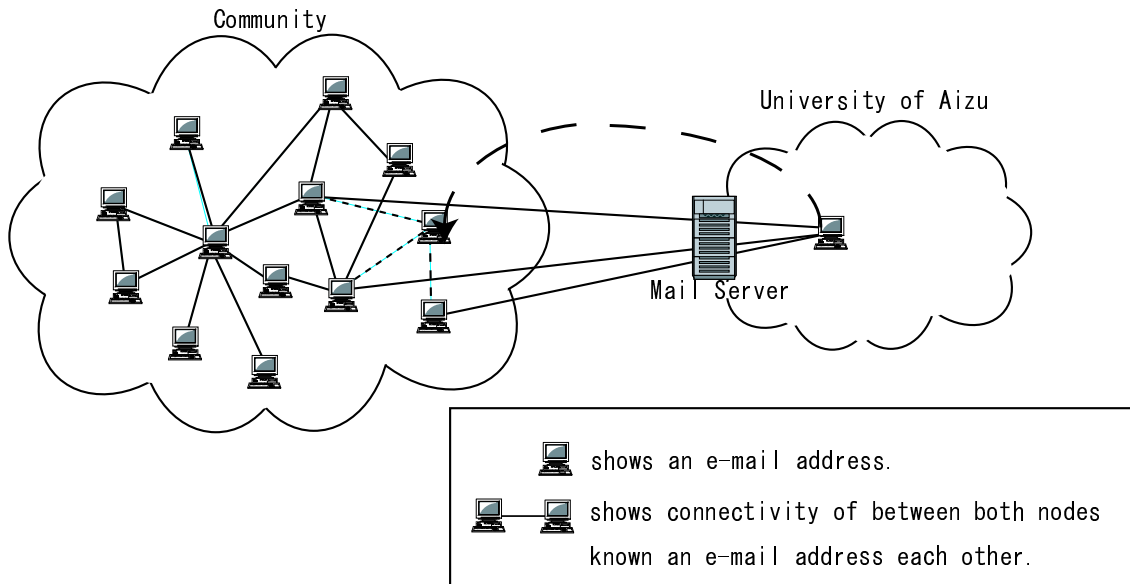 Community
University of Aizu
Mail Server
shows an e-mail address.
shows connectivity of between both nodes
known an e-mail address each other.